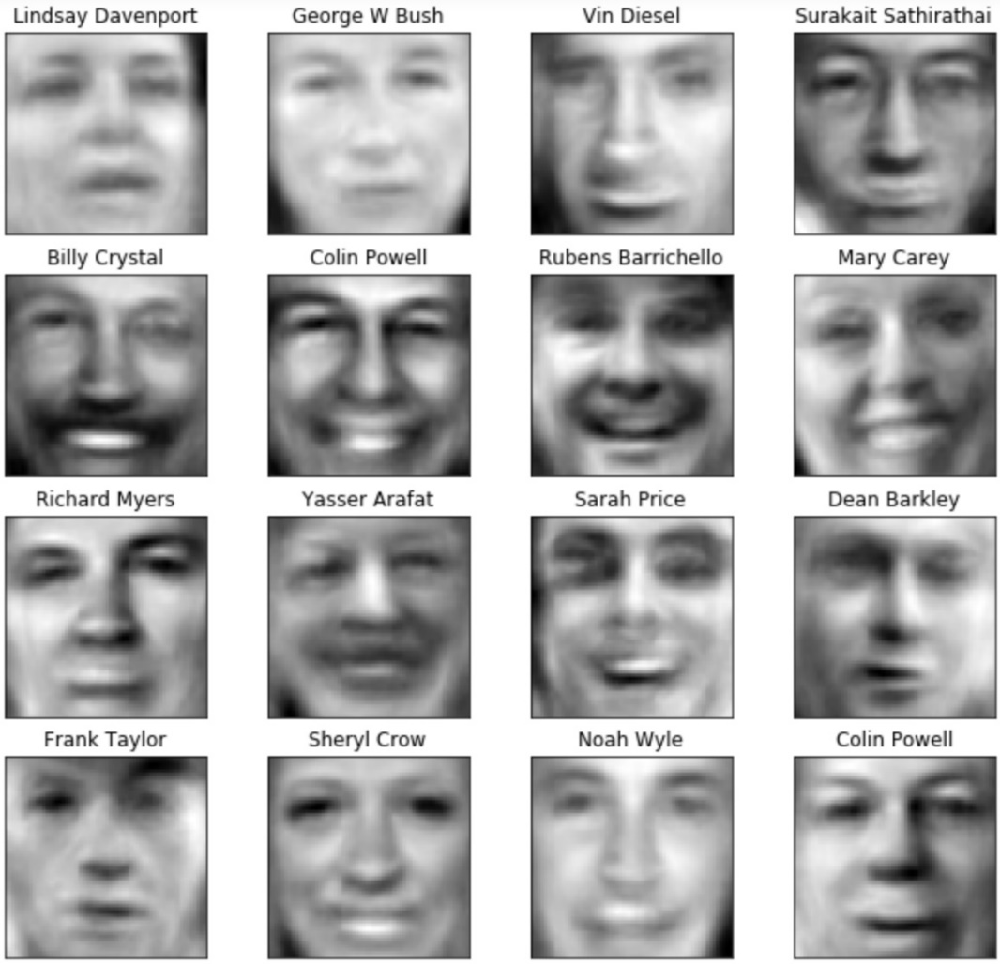 Lindsay Davenport
George W Bush
Vin Diesel
Surakait Sathirathai
Billy Crystal
Colin Powell
Rubens Barrichello
Mary Carey
Richard Myers
Yasser Arafat
Sarah Price
Dean Barkley
Frank Taylor
Sheryl Crow
Noah Wyle
Colin Powell